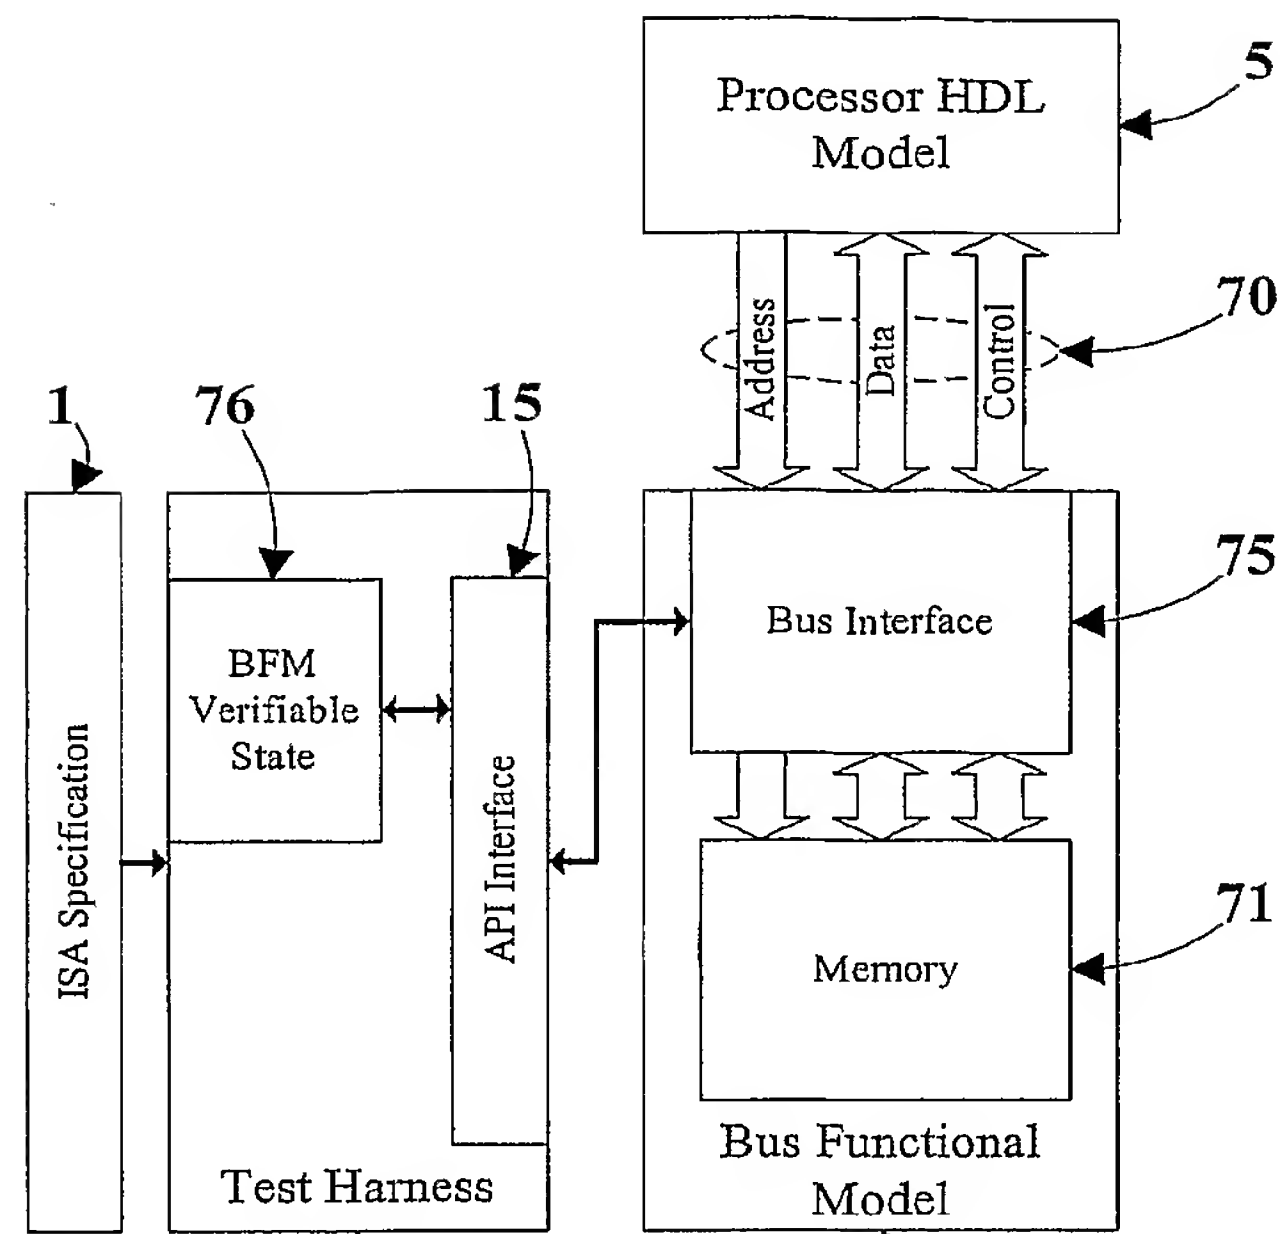 Processor HDL
Model
5
70
Address
Data
Control
1
76
15
75
Bus Interface
BFM
Verifiable
State
ISA Specification
API Interface
71
Memory
Test Harness
Bus Functional
Model